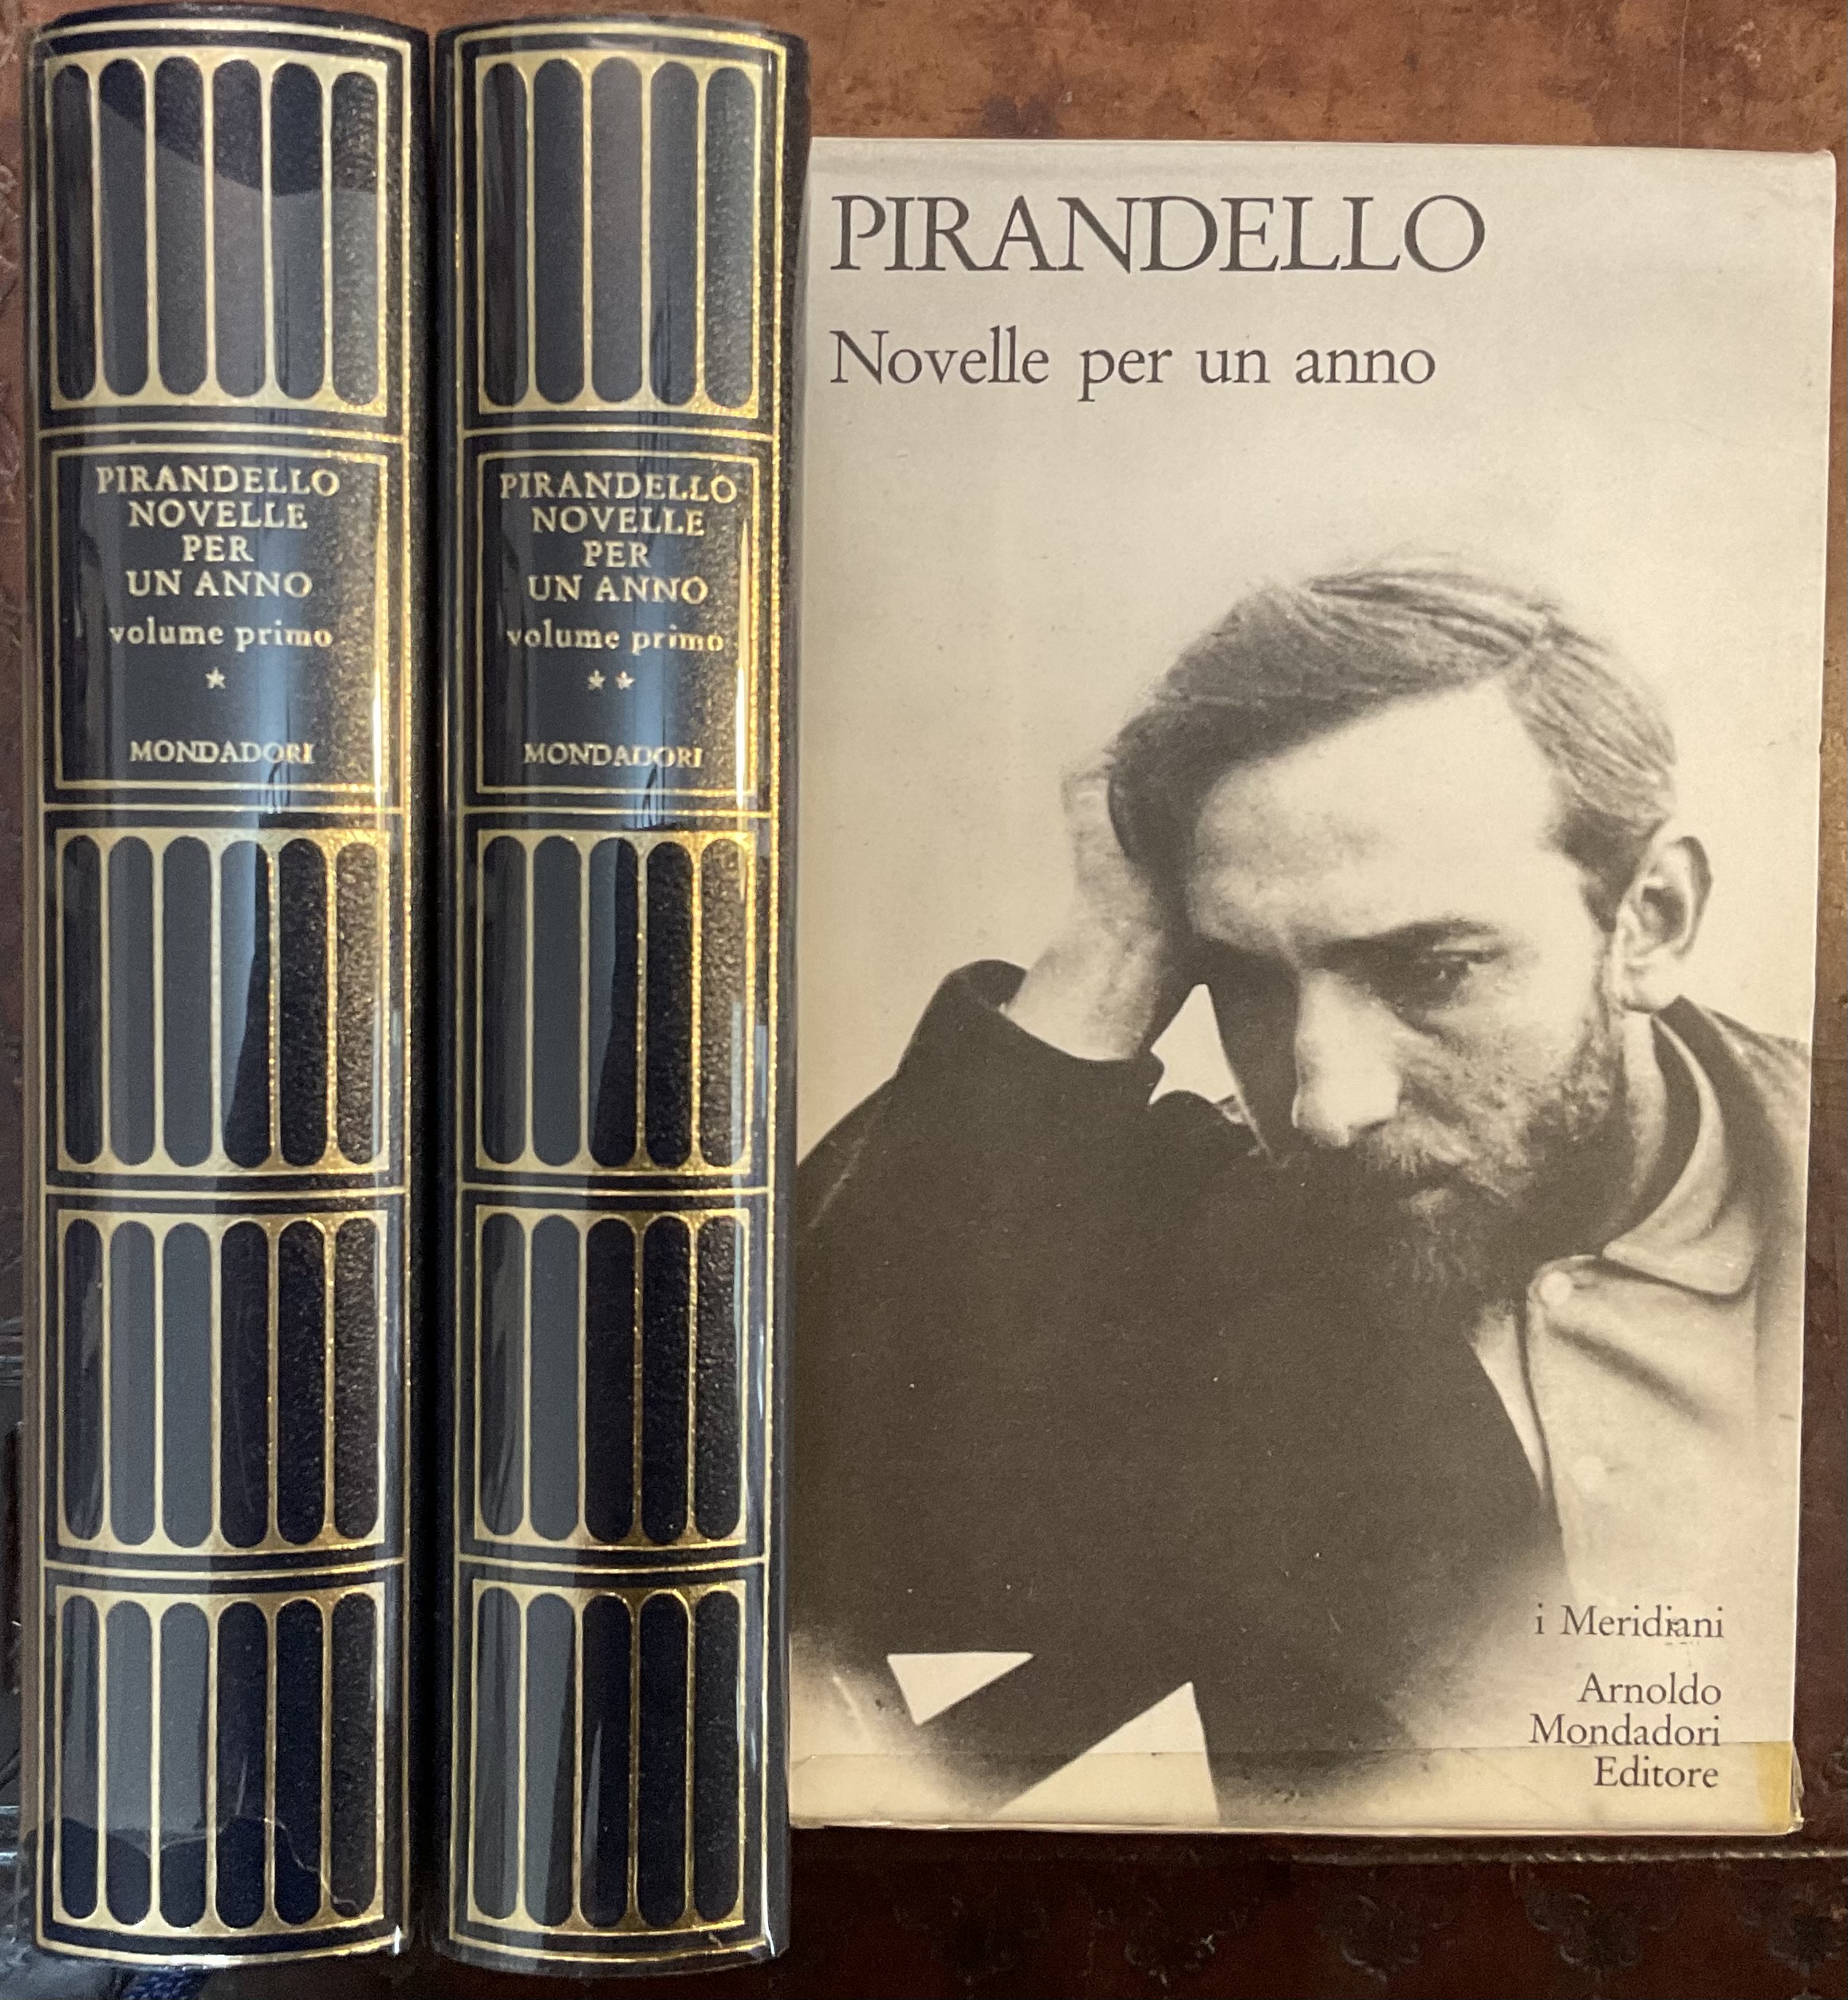 PIRANDELLO
NOVELLE
PER
UN ANNO
volume primo
*
MONDADORI
PIRANDELLO
NOVELLE
PER
UN ANNO
volume primo
**
MONDADORI
PIRANDELLO
Novelle per un anno
i Meridiani
Arnoldo
Mondadori
Editore